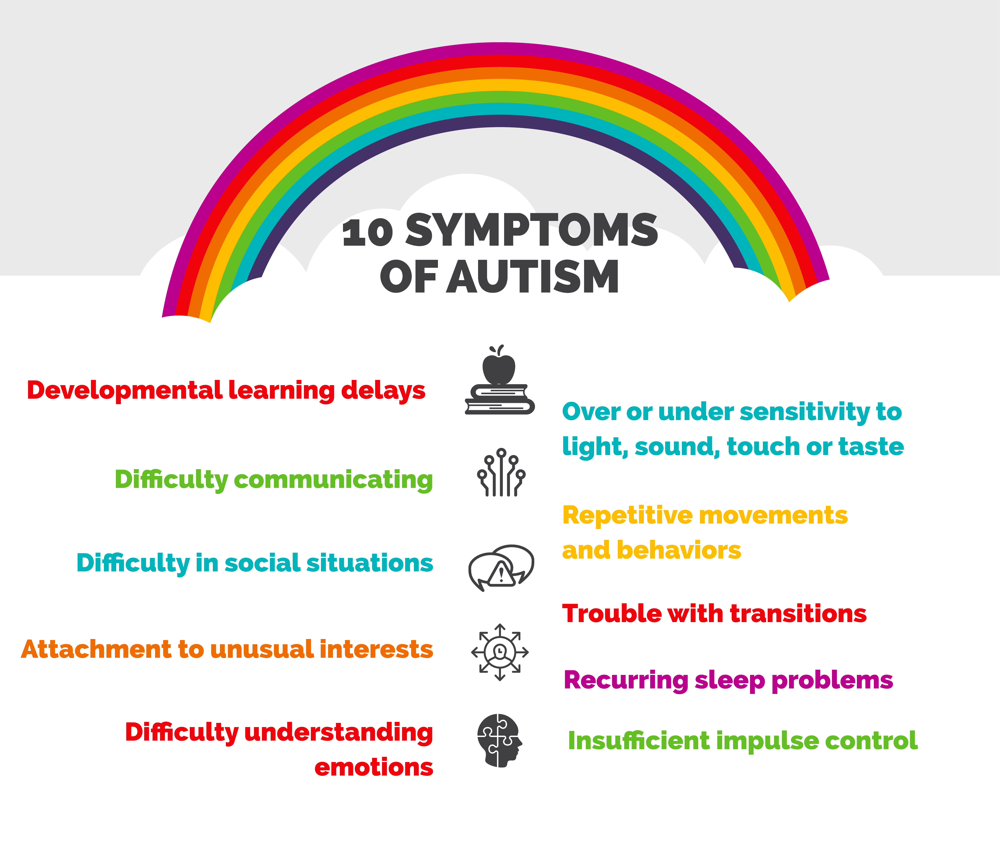 10 SYMPTOMS
OF AUTISM
Developmental learning delays
Difficulty communicating
Difficulty in social situations
Attachment to unusual interests
Difficulty understanding
emotions
Over or under sensitivity to
light, sound, touch or taste
Repetitive movements
and behaviors
Trouble with transitions
Recurring sleep problems
Insufficient impulse control